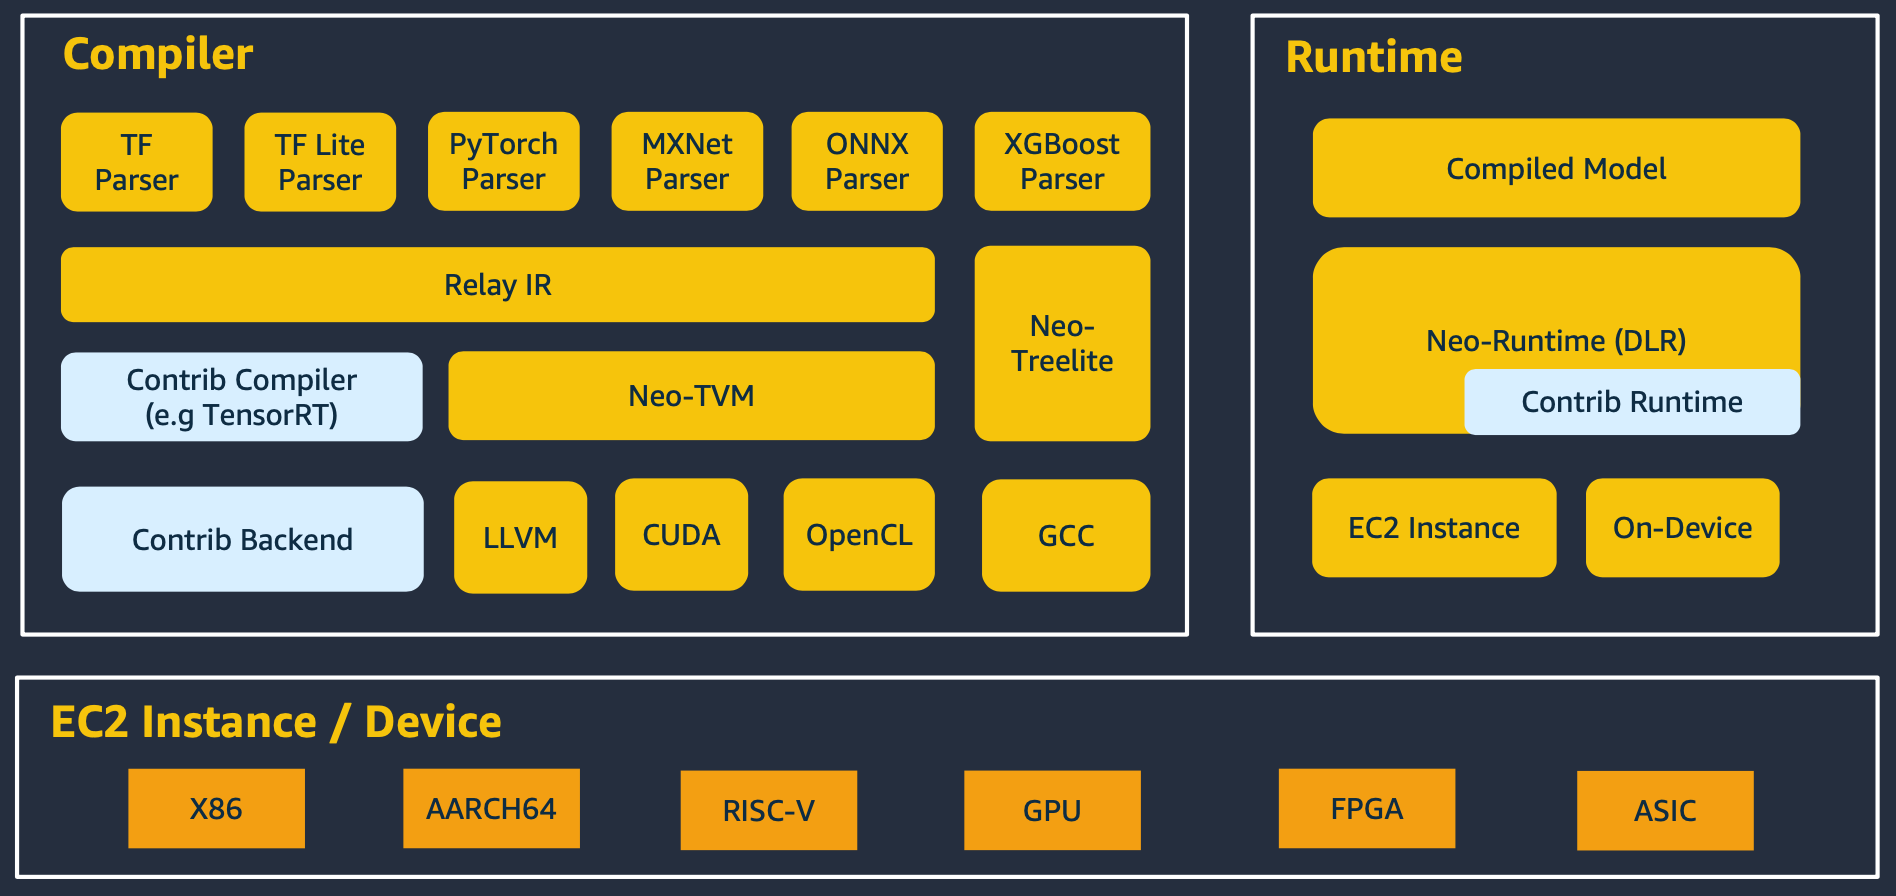 Compiler
TF
Parser
TF Lite
Parser
PyTorch
Parser
MXNet
Parser
ONNX
Parser
XGBoost
Parser
Relay IR
Neo-
Treelite
Contrib Compiler
(e.g TensorRT)
Neo-TVM
Contrib Backend
LLVM
CUDA
OpenCL
GCC
Runtime
Compiled Model
Neo-Runtime (DLR)
Contrib Runtime
EC2 Instance
On-Device
EC2 Instance / Device
X86
AARCH64
RISC-V
GPU
FPGA
ASIC